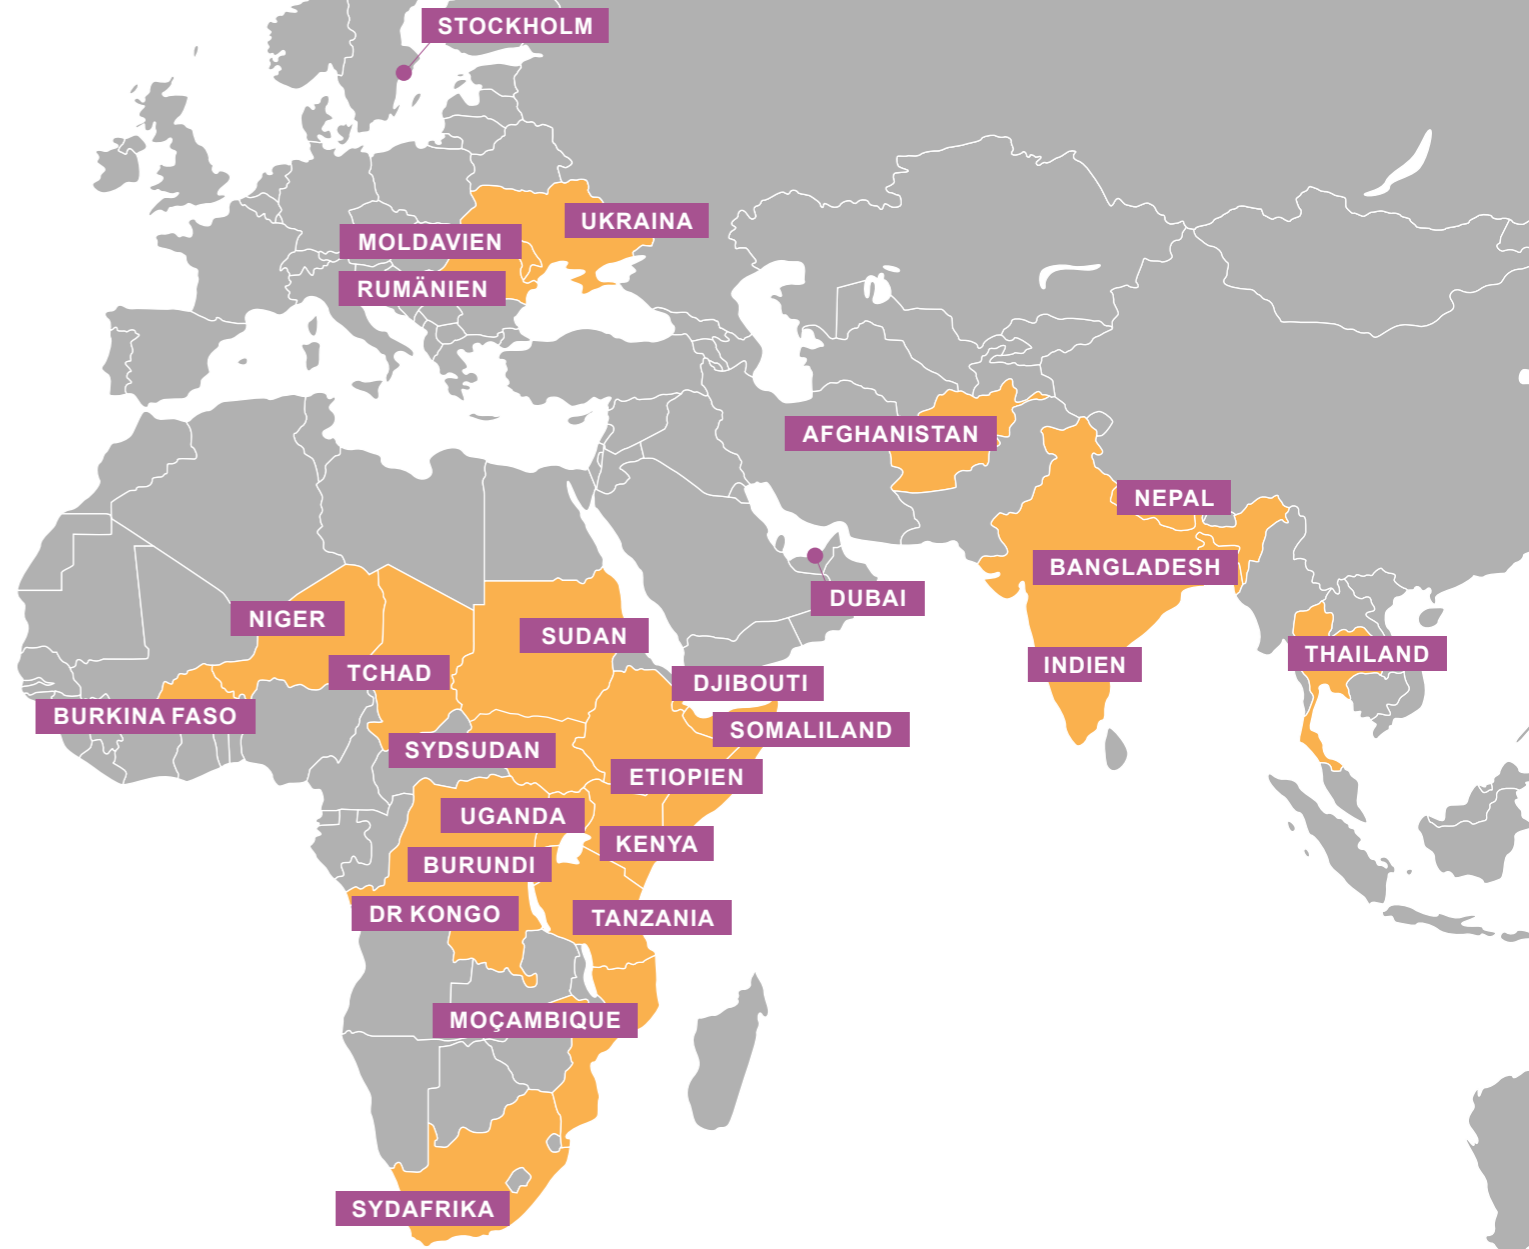 STOCKHOLM
UKRAINA
MOLDAVIEN
RUMÄNIEN
AFGHANISTAN
NEPAL
BANGLADESH
DUBAI
NIGER
SUDAN
THAILAND
INDIEN
TCHAD
DJIBOUTI
BURKINA FASO
SOMALILAND
SYDSUDAN
ETIOPIEN
UGANDA
KENYA
BURUNDI
DR KONGO
TANZANIA
MOÇAMBIQUE
SYDAFRIKA